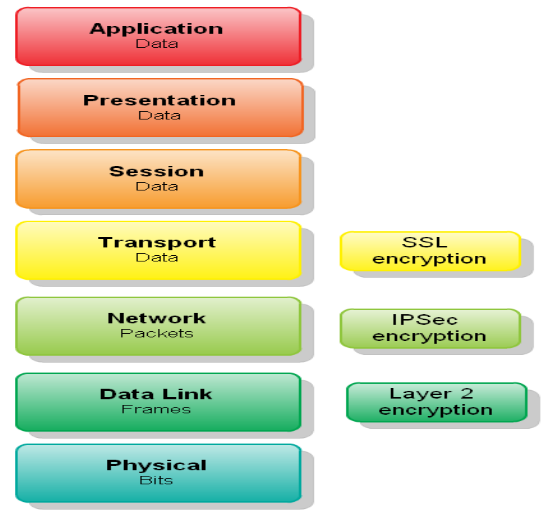 Application
Data
Presentation
Data
Session
Data
Transport
Data
SSL
encryption
Network
Packets
IPSec
encryption
Data Link
Frames
Layer 2
encryption
Physical
Bits